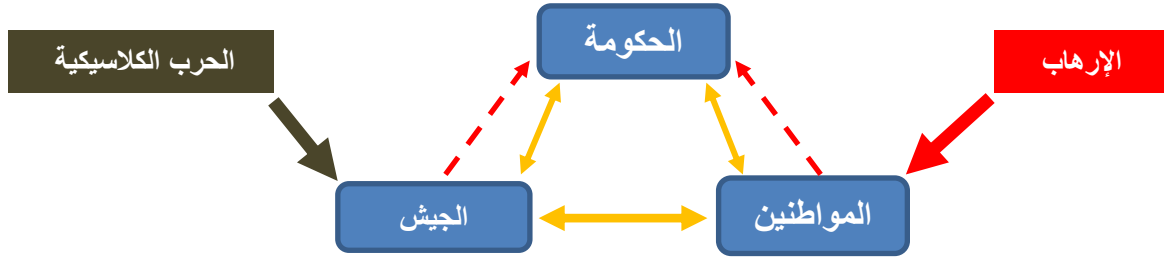 الحكومة
الإرهاب
الحرب الكلاسيكية
المواطنين
الجيش